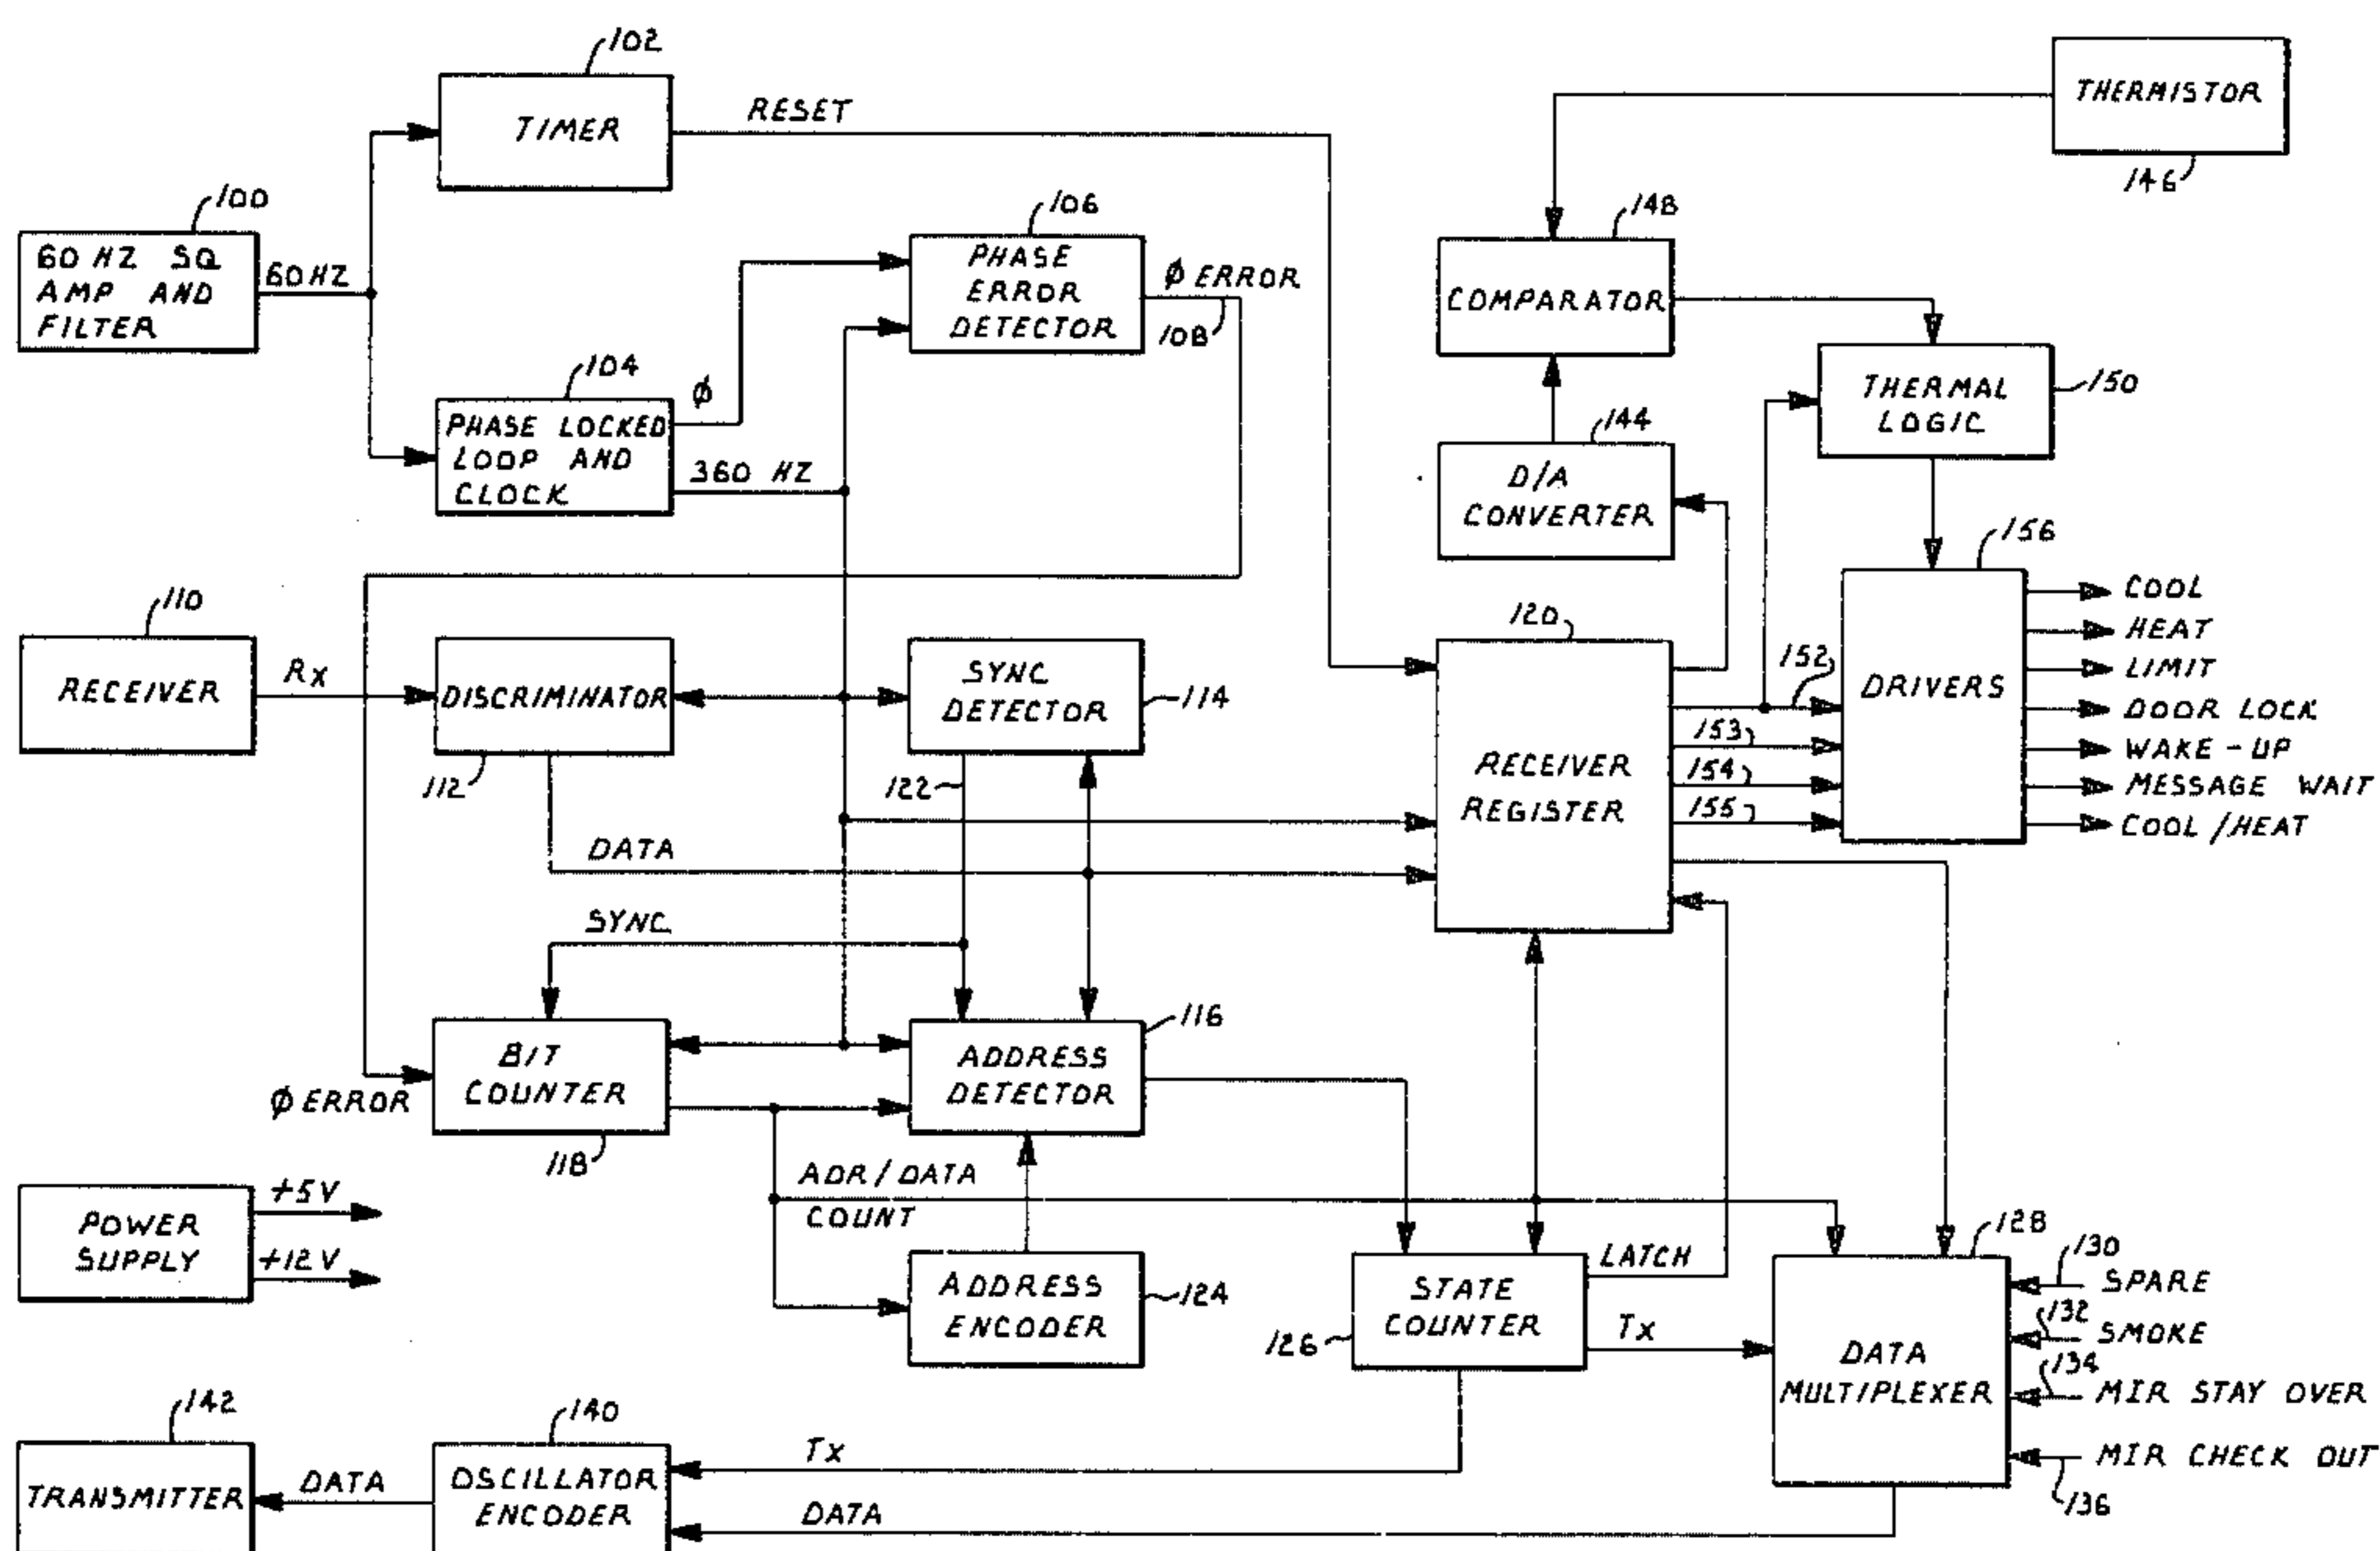 102
TIMER
RESET
THERMISTOR
146
100
60 HZ SQ
AMP AND
FILTER
60HZ
106
PHASE
ERROR
DETECTOR
Ø ERROR
108
148
COMPARATOR
104
PHASE LOCKED
LOOP AND
CLOCK
Ø
360 HZ
THERMAL
LOGIC
150
144
D/A
CONVERTER
156
DRIVERS
COOL
HEAT
LIMIT
DOOR LOCK
WAKE-UP
MESSAGE WAIT
COOL/HEAT
110
RECEIVER
Rx
DISCRIMINATOR
112
SYNC
DETECTOR
114
122
120
RECEIVER
REGISTER
152
153
154
155
DATA
SYNC
BIT
COUNTER
118
Ø ERROR
ADDRESS
DETECTOR
116
POWER
SUPPLY
+5V
+12V
ADR/DATA
COUNT
ADDRESS
ENCODER
124
STATE
COUNTER
126
LATCH
Tx
128
DATA
MULTIPLEXER
130
SPARE
132
SMOKE
134
MIR STAY OVER
MIR CHECK OUT
136
142
TRANSMITTER
DATA
140
OSCILLATOR
ENCODER
Tx
DATA